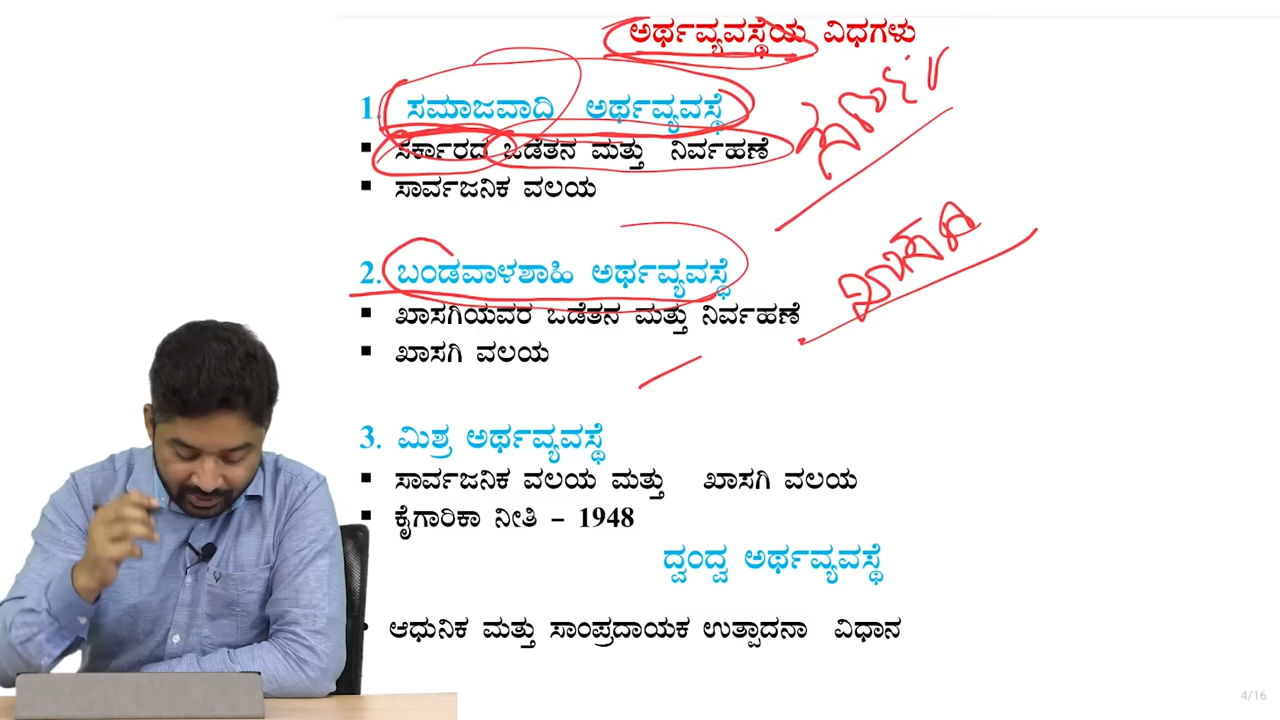 ಅರ್ಥವ್ಯವಸ್ಥೆಯ ವಿಧಗಳು
1. ಸಮಾಜವಾದಿ ಅರ್ಥವ್ಯವಸ್ಥೆ
▪ ಸರ್ಕಾರದ ಒಡೆತನ ಮತ್ತು ನಿರ್ವಹಣೆ
▪ ಸಾರ್ವಜನಿಕ ವಲಯ
2. ಬಂಡವಾಳಶಾಹಿ ಅರ್ಥವ್ಯವಸ್ಥೆ
▪ ಖಾಸಗಿಯವರ ಒಡೆತನ ಮತ್ತು ನಿರ್ವಹಣೆ
▪ ಖಾಸಗಿ ವಲಯ
3. ಮಿಶ್ರ ಅರ್ಥವ್ಯವಸ್ಥೆ
▪ ಸಾರ್ವಜನಿಕ ವಲಯ ಮತ್ತು ಖಾಸಗಿ ವಲಯ
▪ ಕೈಗಾರಿಕಾ ನೀತಿ – 1948
ದ್ವಂದ್ವ ಅರ್ಥವ್ಯವಸ್ಥೆ
ಆಧುನಿಕ ಮತ್ತು ಸಾಂಪ್ರದಾಯಕ ಉತ್ಪಾದನಾ ವಿಧಾನ
4/16